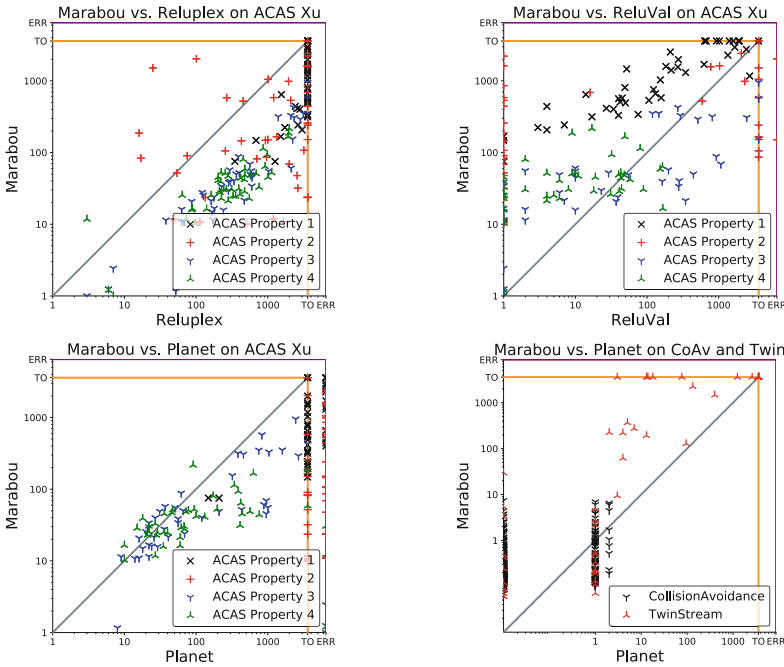 Marabou vs. Reluplex on ACAS Xu
ERR
TO
1000
100
10
1
Marabou
ACAS Property 1
ACAS Property 2
ACAS Property 3
ACAS Property 4
1 10 100 1000 TO ERR
Reluplex
Marabou vs. ReluVal on ACAS Xu
ERR
TO
1000
100
10
1
Marabou
ACAS Property 1
ACAS Property 2
ACAS Property 3
ACAS Property 4
1 10 100 1000 TO ERR
ReluVal
Marabou vs. Planet on ACAS Xu
ERR
TO
1000
100
10
1
Marabou
ACAS Property 1
ACAS Property 2
ACAS Property 3
ACAS Property 4
1 10 100 1000 TO ERR
Planet
Marabou vs. Planet on CoAv and Twin
ERR
TO
1000
100
10
1
Marabou
CollisionAvoidance
TwinStream
1 10 100 1000 TO ERR
Planet